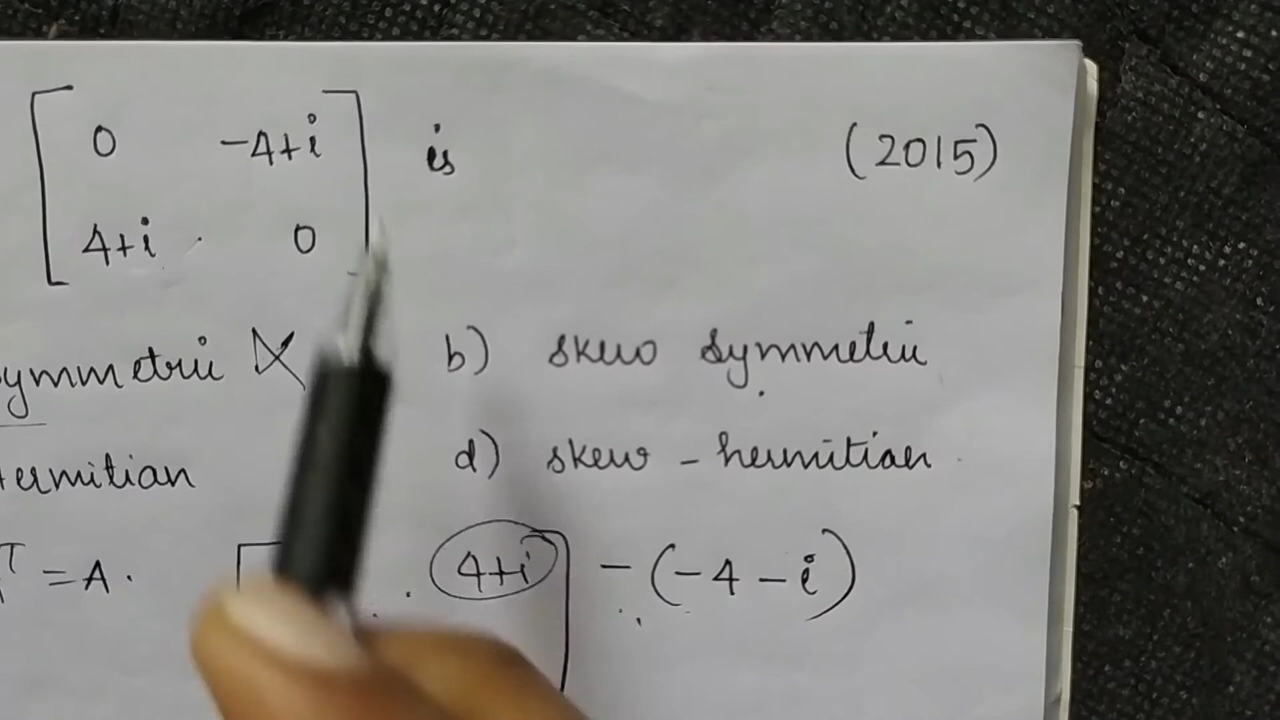 0 -4+i is (2015)
4+i 0
ymmetric b) skew symmetric
ermitian d) skew - hermitian
T = A. 4+i -(-4-i)